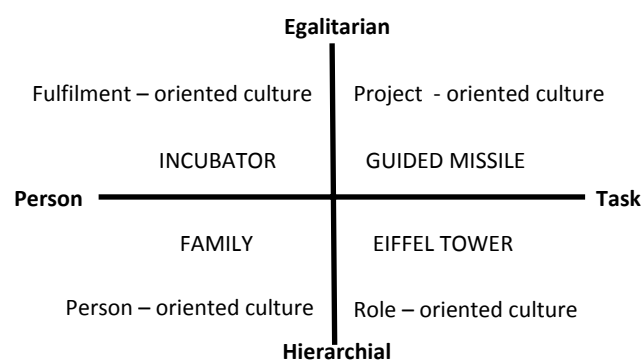 Egalitarian
Fulfilment – oriented culture
Project - oriented culture
INCUBATOR
GUIDED MISSILE
Person
Task
FAMILY
EIFFEL TOWER
Person – oriented culture
Role – oriented culture
Hierarchial